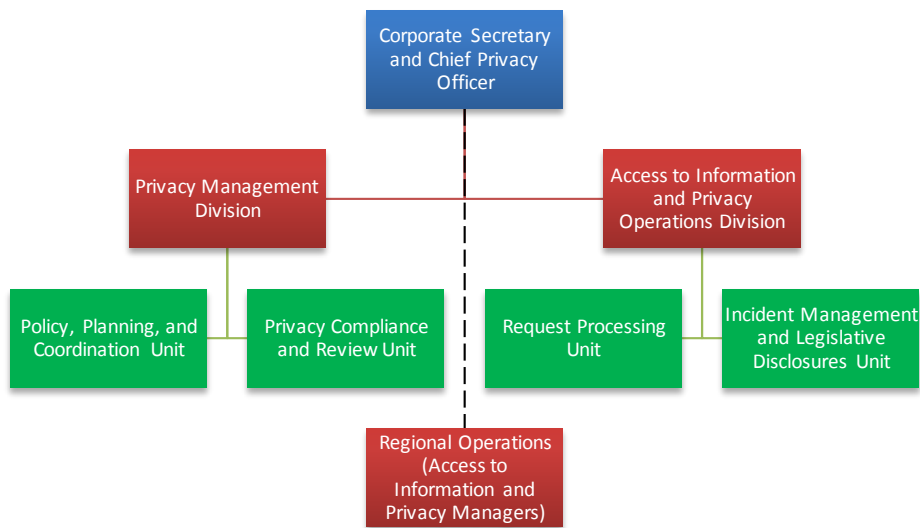 Corporate Secretary
and Chief Privacy
Officer
Privacy Management
Division
Access to Information
and Privacy
Operations Division
Policy, Planning, and
Coordination Unit
Privacy Compliance
and Review Unit
Request Processing
Unit
Incident Management
and Legislative
Disclosures Unit
Regional Operations
(Access to
Information and
Privacy Managers)